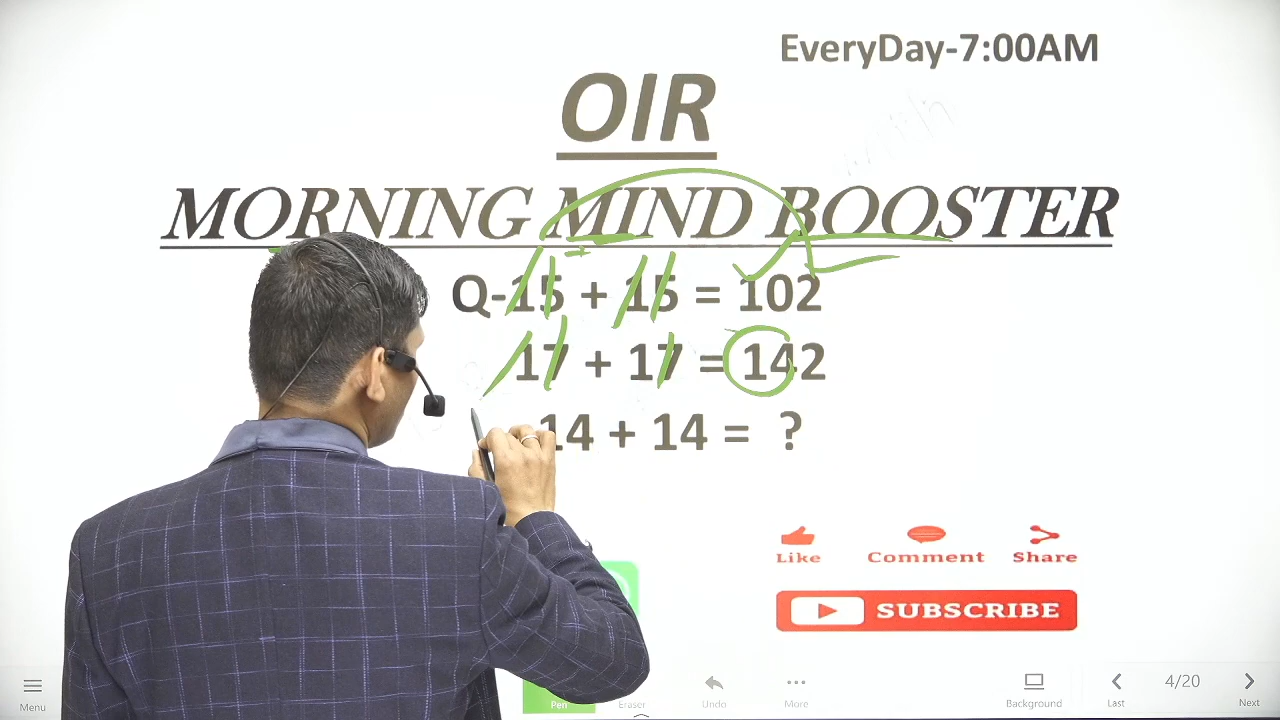 EveryDay-7:00AM
OIR
MORNING MIND BOOSTER
Q-15 + 15 = 102
17 + 17 = 142
14 + 14 = ?
Like Comment Share
SUBSCRIBE
Menu Pen Eraser Undo More Background Last 4/20 Next